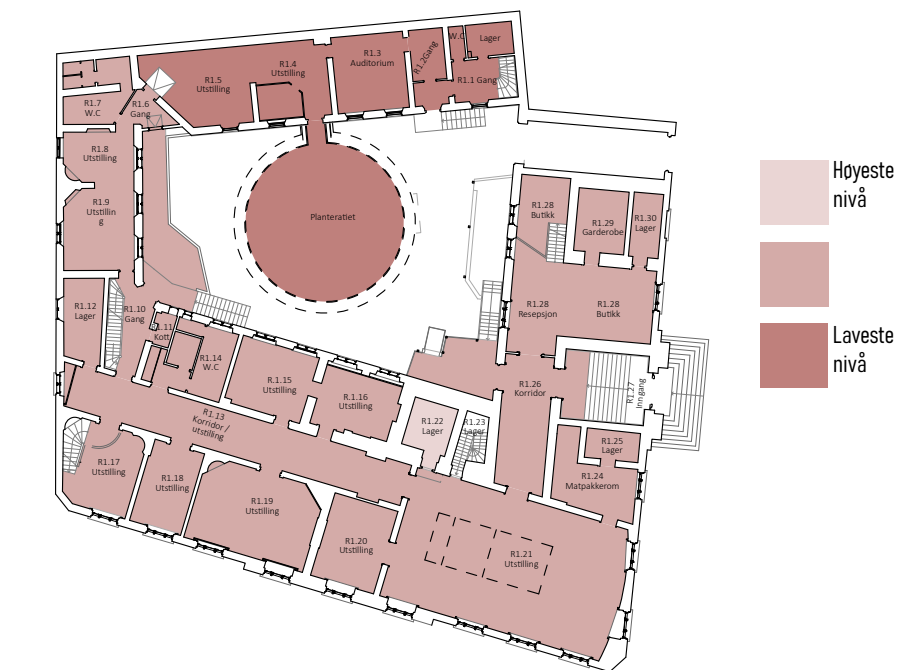 W.C
Lager
R1.3
Auditorium
R1.2Gang
R1.4
Utstilling
R1.5
Utstilling
R1.1 Gang
R1.7
W.C
R1.6
Gang
R1.8
Utstilling
R1.9
Utstillin
g
Planteratiet
R1.28
Butikk
R1.29
Garderobe
R1.30
Lager
Høyeste
nivå
Laveste
nivå
R1.12
Lager
R1.10
Gang
R1.11
Kott
R1.14
W.C
R1.28
Resepsjon
R1.28
Butikk
R.1.15
Utstilling
R.1.16
Utstilling
R1.26
Korridor
R1.27
Inngang
R1.13
Korridor /
utstilling
R1.22
Lager
R1.23
Lager
R1.25
Lager
R1.24
Matpakkerom
R1.17
Utstilling
R1.18
Utstilling
R1.19
Utstilling
R1.20
Utstilling
R1.21
Utstilling